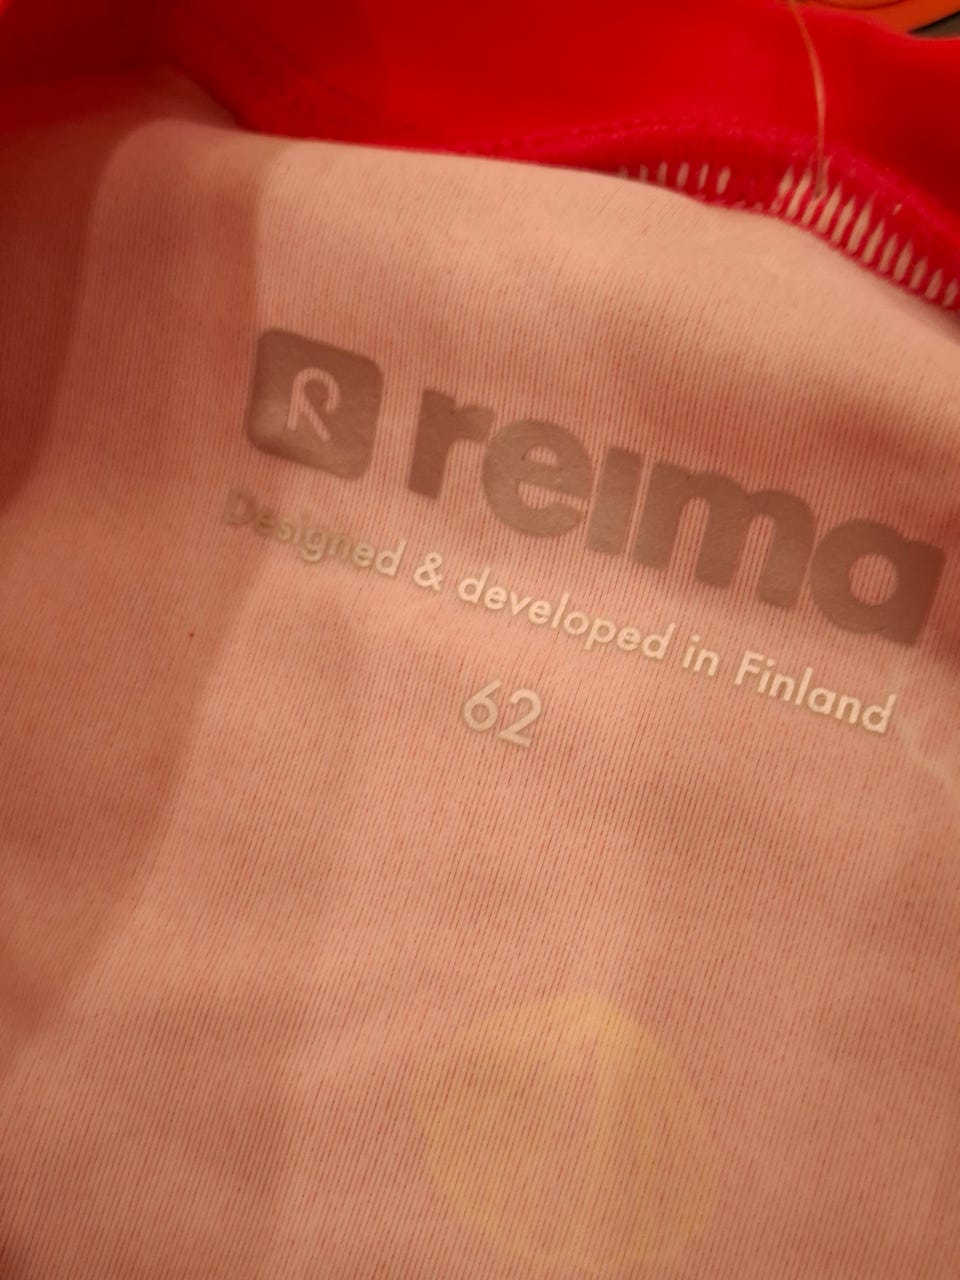 reima
Designed & developed in Finland
62